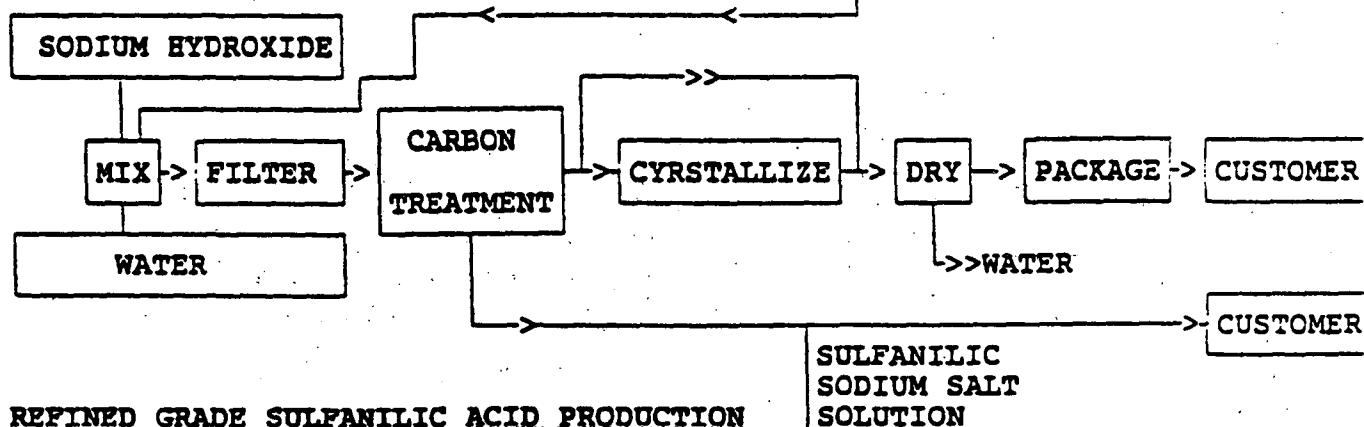 SODIUM HYDROXIDE
MIX
FILTER
CARBON
TREATMENT
CYRSTALLIZE
DRY
PACKAGE
CUSTOMER
WATER
WATER
CUSTOMER
SULFANILIC
SODIUM SALT
SOLUTION
REFINED GRADE SULFANILIC ACID PRODUCTION